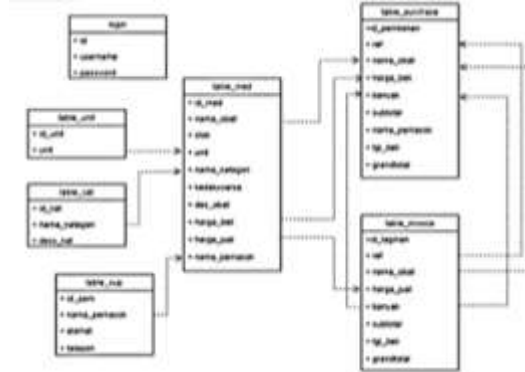 login
+ id
+ username
+ password
table_unit
+ id_unit
+ unit
table_cat
+ id_kat
+ nama_kategori
+ desc_kat
table_sup
+ id_pem
+ nama_pemasok
+ alamat
+ telepon
table_med
+ id_med
+ nama_obat
+ stok
+ unit
+ nama_kategori
+ kedaluwarsa
+ des_obat
+ harga_beli
+ harga_jual
+ nama_pemasok
table_purchase
+id_pembelian
+ ref
+ nama_obat
+ harga_beli
+ banyak
+ subtotal
+ nama_pemasok
+ tgl_beli
+ grandtotal
table_invoice
+id_tagihan
+ ref
+ nama_obat
+ harga_jual
+ banyak
+ subtotal
+ tgl_beli
+ grandtotal